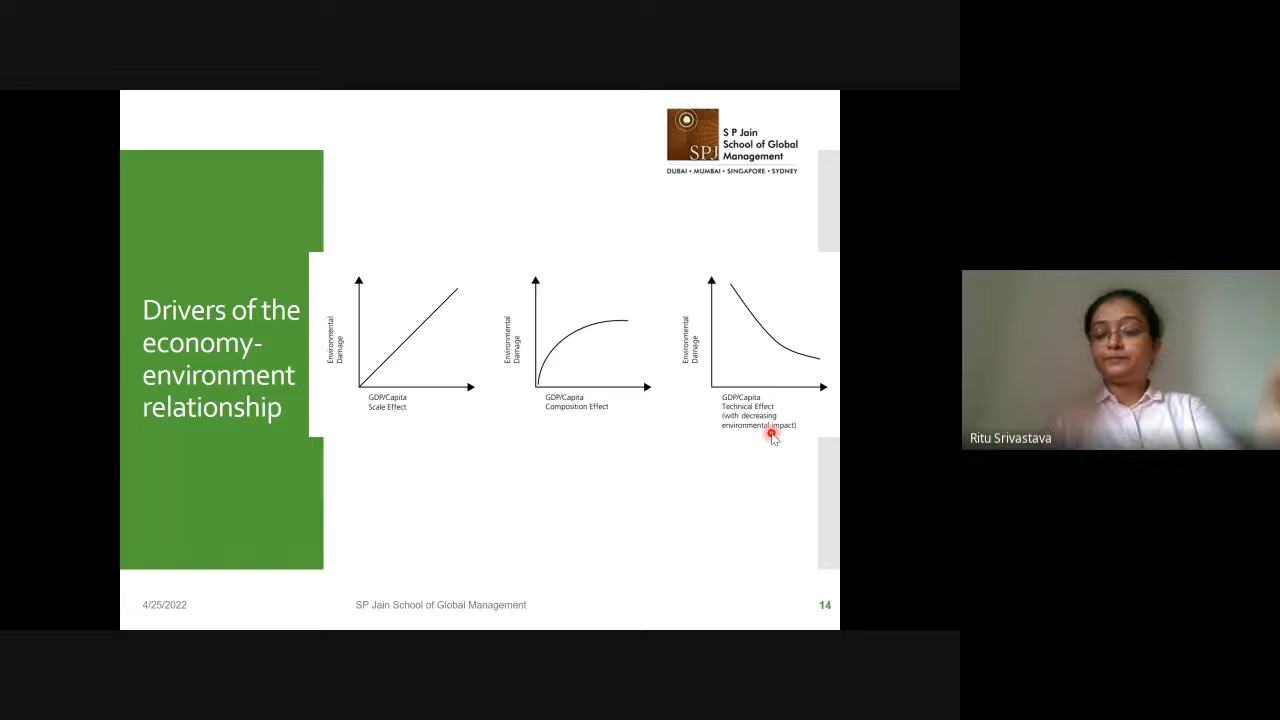 SPJ
S P Jain
School of Global
Management
DUBAI • MUMBAI • SINGAPORE • SYDNEY
Drivers of the
economy-
environment
relationship
Environmental
Damage
GDP/Capita
Scale Effect
Environmental
Damage
GDP/Capita
Composition Effect
Environmental
Damage
GDP/Capita
Technical Effect
(with decreasing
environmental impact)
Ritu Srivastava
4/25/2022
SP Jain School of Global Management
14